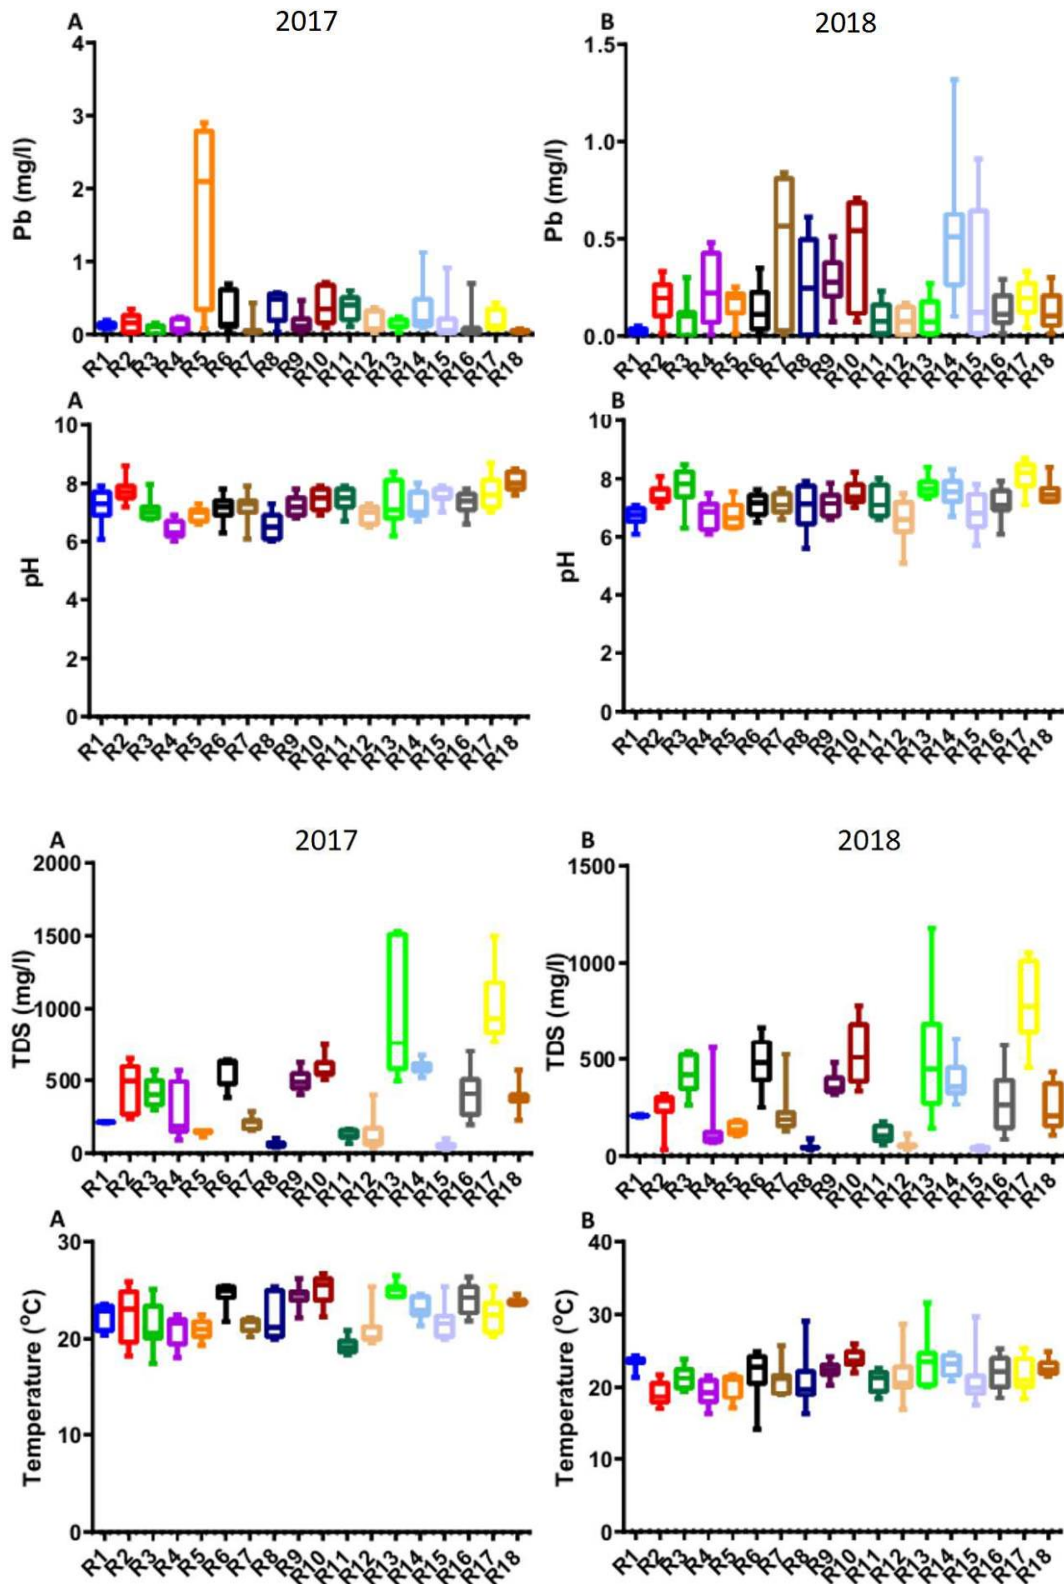 A 2017 B 2018
Pb (mg/l)
4
3
2
1
0
R1 R2 R3 R4 R5 R6 R7 R8 R9 R10 R11 R12 R13 R14 R15 R16 R17 R18
Pb (mg/l)
1.5
1.0
0.5
0.0
R1 R2 R3 R4 R5 R6 R7 R8 R9 R10 R11 R12 R13 R14 R15 R16 R17 R18
A
pH
10
8
6
4
2
0
R1 R2 R3 R4 R5 R6 R7 R8 R9 R10 R11 R12 R13 R14 R15 R16 R17 R18
B
pH
10
8
6
4
2
0
R1 R2 R3 R4 R5 R6 R7 R8 R9 R10 R11 R12 R13 R14 R15 R16 R17 R18
A 2017 B 2018
TDS (mg/l)
2000
1500
1000
500
0
R1 R2 R3 R4 R5 R6 R7 R8 R9 R10 R11 R12 R13 R14 R15 R16 R17 R18
TDS (mg/l)
1500
1000
500
0
R1 R2 R3 R4 R5 R6 R7 R8 R9 R10 R11 R12 R13 R14 R15 R16 R17 R18
A
Temperature (°C)
30
20
10
0
R1 R2 R3 R4 R5 R6 R7 R8 R9 R10 R11 R12 R13 R14 R15 R16 R17 R18
B
Temperature (°C)
40
30
20
10
0
R1 R2 R3 R4 R5 R6 R7 R8 R9 R10 R11 R12 R13 R14 R15 R16 R17 R18